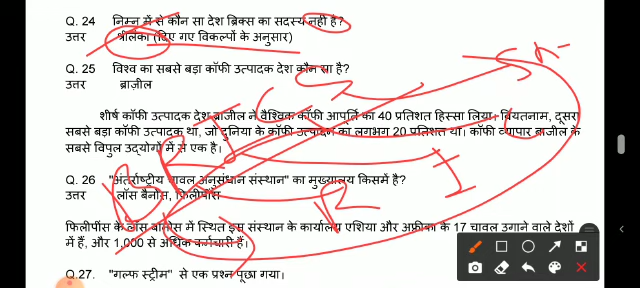 Q. 24 निम्न में से कौन सा देश ब्रिक्स का सदस्य नहीं है?
उत्तर श्रीलंका (दिए गए विकल्पों के अनुसार)
Q. 25 विश्व का सबसे बड़ा कॉफी उत्पादक देश कौन सा है?
उत्तर ब्राज़ील
शीर्ष कॉफी उत्पादक देश ब्राजील ने वैश्विक कॉफी आपूर्ति का 40 प्रतिशत हिस्सा लिया। वियतनाम, दूसरा
सबसे बड़ा कॉफी उत्पादक था, जो दुनिया के कॉफी उत्पादन का लगभग 20 प्रतिशत था। कॉफी व्यापार ब्राजील के
सबसे विपुल उद्योगों में से एक है।
Q. 26 "अंतर्राष्ट्रीय चावल अनुसंधान संस्थान" का मुख्यालय किसमें है?
उत्तर लॉस बैनोस, फ़िलीपींस
फिलीपींस के लॉस बानोस में स्थित इस संस्थान के कार्यालय एशिया और अफ्रीका के 17 चावल उगाने वाले देशों
में हैं, और 1,000 से अधिक कर्मचारी हैं।
Q.27. "गल्फ स्ट्रीम" से एक प्रश्न पूछा गया।
B R I C S
R I